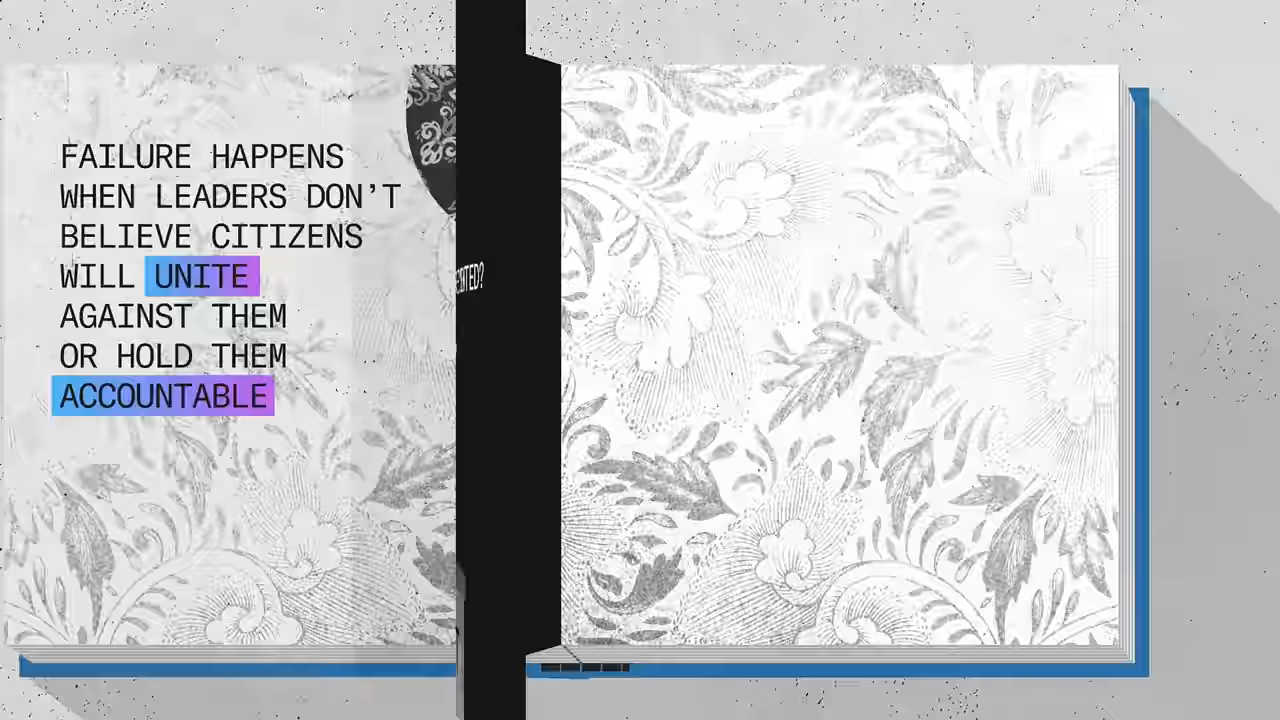 FAILURE HAPPENS
WHEN LEADERS DON'T
BELIEVE CITIZENS
WILL UNITE
AGAINST THEM
OR HOLD THEM
ACCOUNTABLE